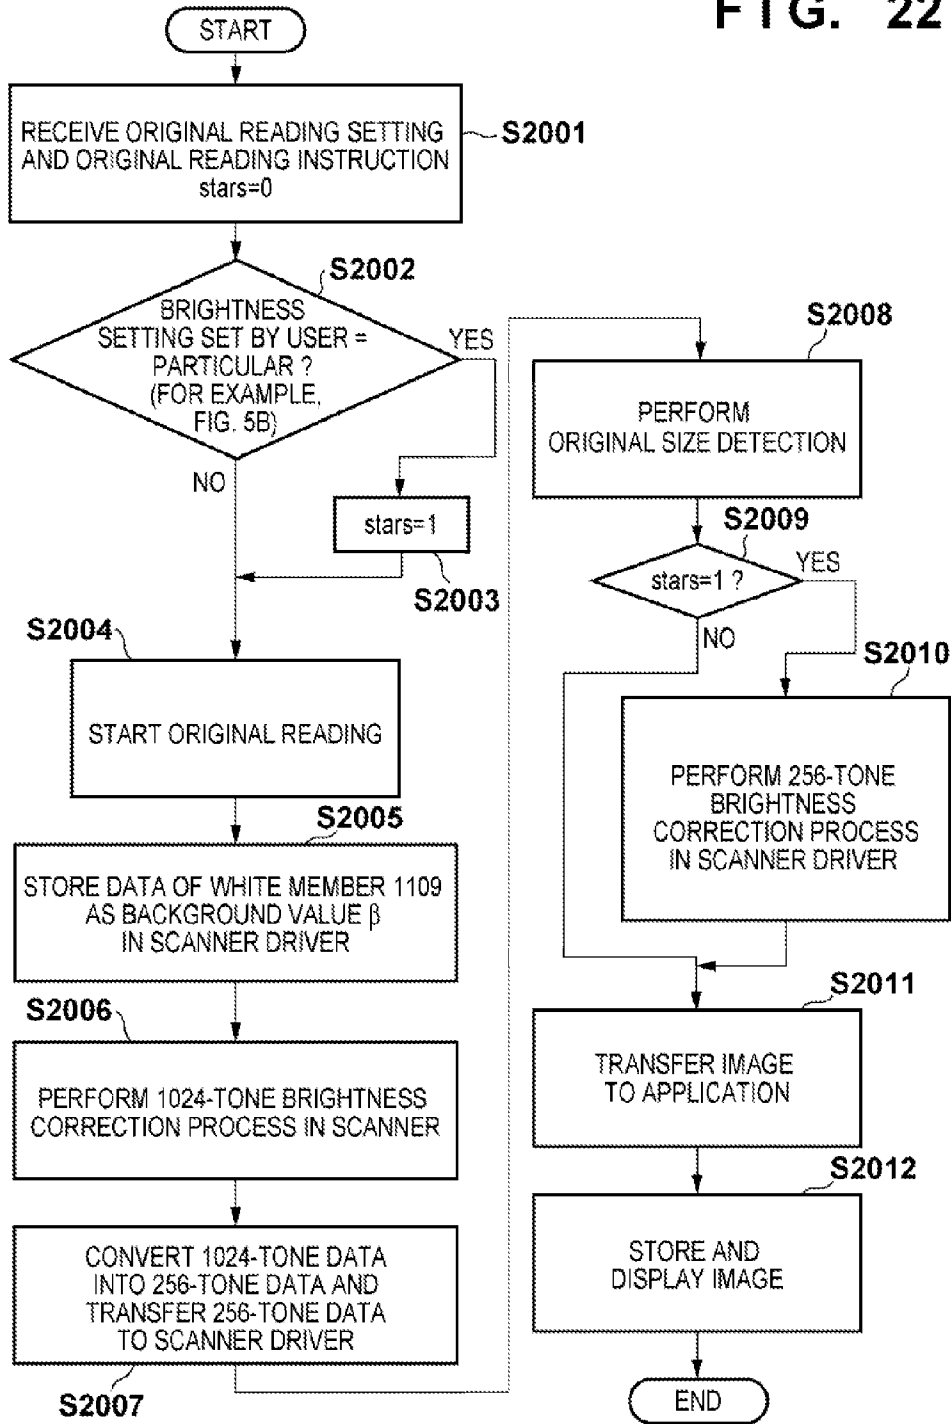 FIG. 22
START
RECEIVE ORIGINAL READING SETTING
AND ORIGINAL READING INSTRUCTION
stars=0
S2001
S2002
BRIGHTNESS
SETTING SET BY USER =
PARTICULAR ?
(FOR EXAMPLE,
FIG. 5B)
YES
NO
stars=1
S2003
S2004
START ORIGINAL READING
S2005
STORE DATA OF WHITE MEMBER 1109
AS BACKGROUND VALUE β
IN SCANNER DRIVER
S2006
PERFORM 1024-TONE BRIGHTNESS
CORRECTION PROCESS IN SCANNER
CONVERT 1024-TONE DATA
INTO 256-TONE DATA AND
TRANSFER 256-TONE DATA
TO SCANNER DRIVER
S2007
S2008
PERFORM
ORIGINAL SIZE DETECTION
S2009
stars=1 ?
YES
NO
S2010
PERFORM 256-TONE
BRIGHTNESS
CORRECTION PROCESS
IN SCANNER DRIVER
S2011
TRANSFER IMAGE
TO APPLICATION
S2012
STORE AND
DISPLAY IMAGE
END